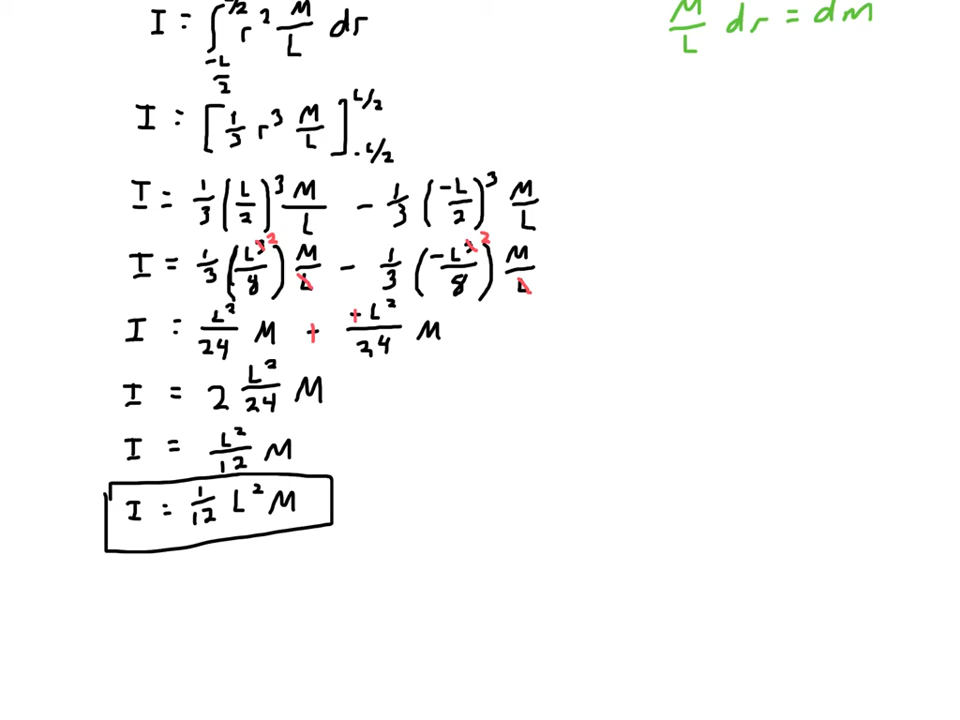 I = ∫_{-L/2}^{L/2} r² M/L dr
M/L dr = dM
I = [1/3 r³ M/L]_{-L/2}^{L/2}
I = 1/3 (L/2)³ M/L - 1/3 (-L/2)³ M/L
I = 1/3 (L³/8) M/L - 1/3 (-L³/8) M/L
2 2
I = L²/24 M + +L²/24 M
I = 2 L²/24 M
I = L²/12 M
I = 1/12 L² M